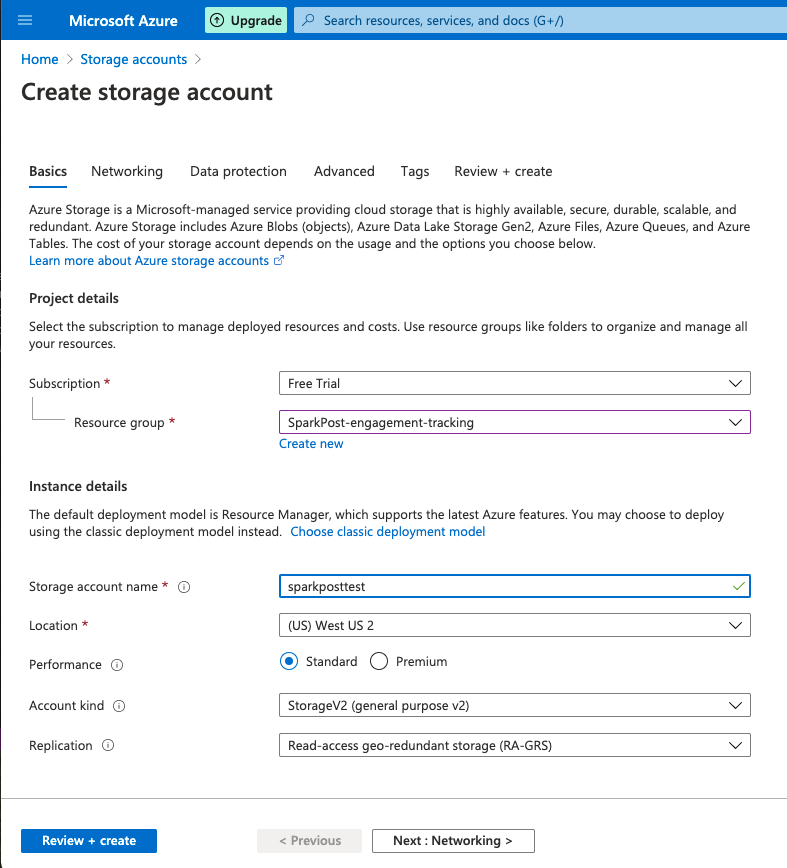 Microsoft Azure
Upgrade
Search resources, services, and docs (G+/)
Home > Storage accounts >
Create storage account
Basics Networking Data protection Advanced Tags Review + create
Azure Storage is a Microsoft-managed service providing cloud storage that is highly available, secure, durable, scalable, and
redundant. Azure Storage includes Azure Blobs (objects), Azure Data Lake Storage Gen2, Azure Files, Azure Queues, and Azure
Tables. The cost of your storage account depends on the usage and the options you choose below.
Learn more about Azure storage accounts
Project details
Select the subscription to manage deployed resources and costs. Use resource groups like folders to organize and manage all
your resources.
Subscription * Free Trial
Resource group * SparkPost-engagement-tracking
Create new
Instance details
The default deployment model is Resource Manager, which supports the latest Azure features. You may choose to deploy
using the classic deployment model instead. Choose classic deployment model
Storage account name * sparkposttest
Location * (US) West US 2
Performance Standard Premium
Account kind StorageV2 (general purpose v2)
Replication Read-access geo-redundant storage (RA-GRS)
Review + create < Previous Next : Networking >